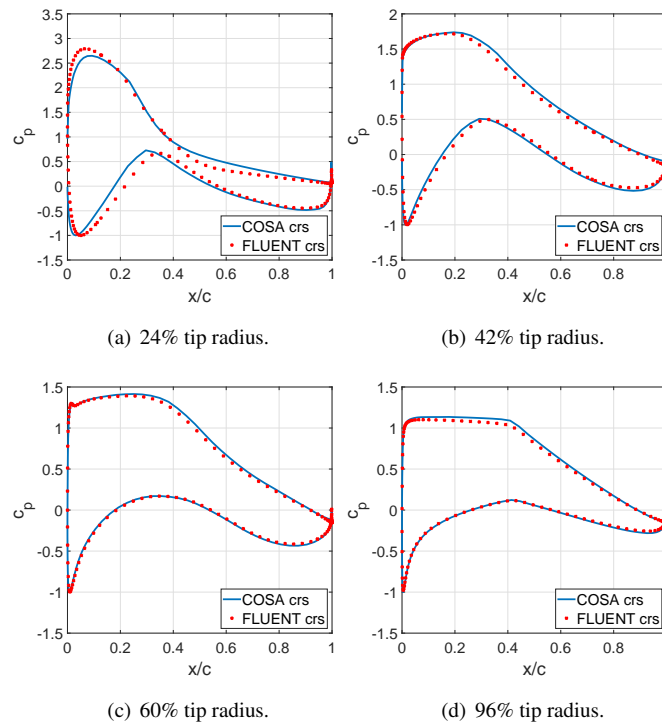 3.5
3
2.5
2
1.5
1
0.5
0
-0.5
-1
-1.5
c_p
COSA crs
FLUENT crs
0 0.2 0.4 0.6 0.8 1
x/c
(a) 24% tip radius.
2
1.5
1
0.5
0
-0.5
-1
-1.5
c_p
COSA crs
FLUENT crs
0 0.2 0.4 0.6 0.8
x/c
(b) 42% tip radius.
1.5
1
0.5
0
-0.5
-1
-1.5
c_p
COSA crs
FLUENT crs
0 0.2 0.4 0.6 0.8 1
x/c
(c) 60% tip radius.
1.5
1
0.5
0
-0.5
-1
-1.5
c_p
COSA crs
FLUENT crs
0 0.2 0.4 0.6 0.8
x/c
(d) 96% tip radius.